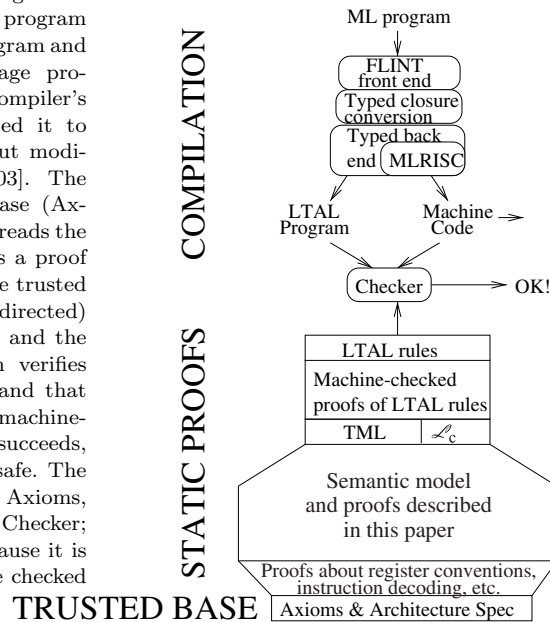 program
gram and
age pro-
ompiler's
ed it to
ut modi-
03]. The
ase (Ax-
reads the
s a proof
e trusted
directed)
and the
n verifies
and that
machine-
succeeds,
safe. The
Axioms,
Checker;
ause it is
e checked
COMPILATION
STATIC PROOFS
TRUSTED BASE
ML program
FLINT
front end
Typed closure
conversion
Typed back
end MLRISC
LTAL
Program
Machine
Code
Checker
OK!
LTAL rules
Machine-checked
proofs of LTAL rules
TML
ℒc
Semantic model
and proofs described
in this paper
Proofs about register conventions,
instruction decoding, etc.
Axioms & Architecture Spec